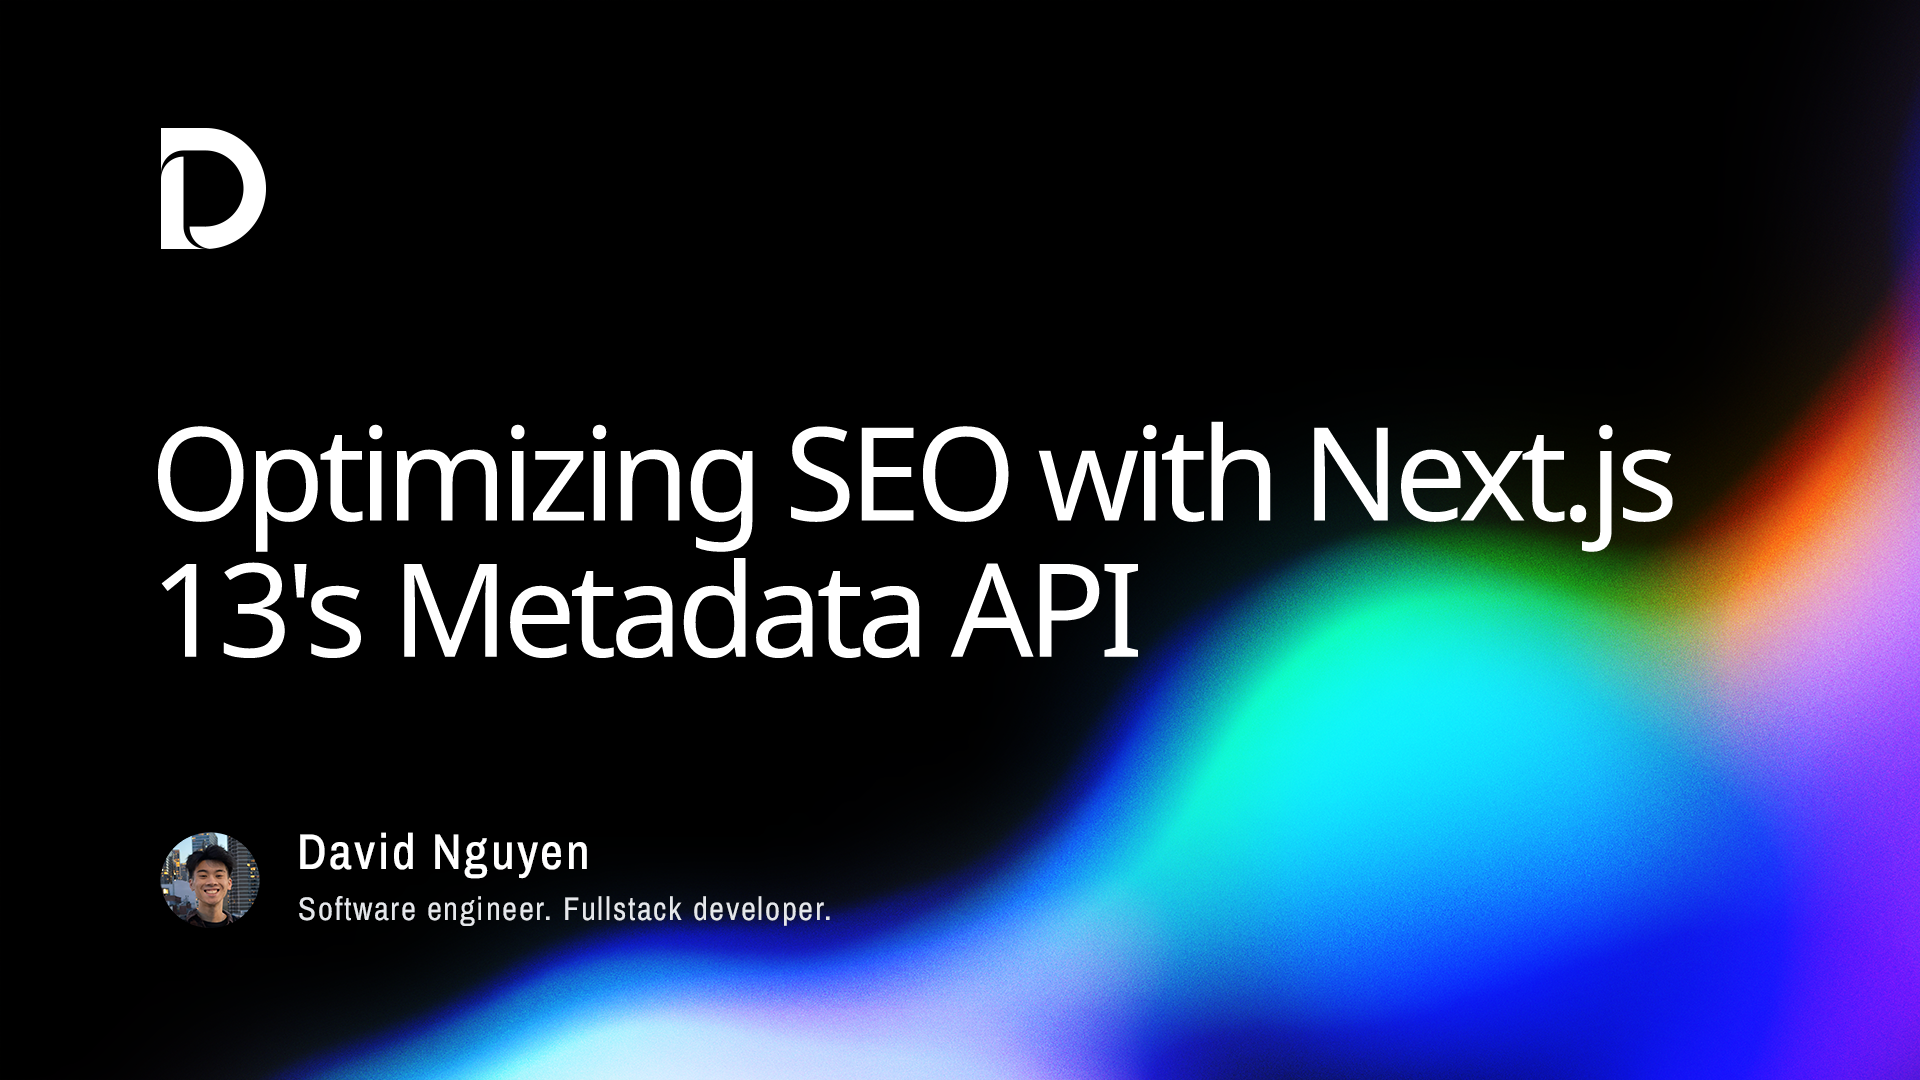 D
Optimizing SEO with Next.js
13's Metadata API
David Nguyen
Software engineer. Fullstack developer.